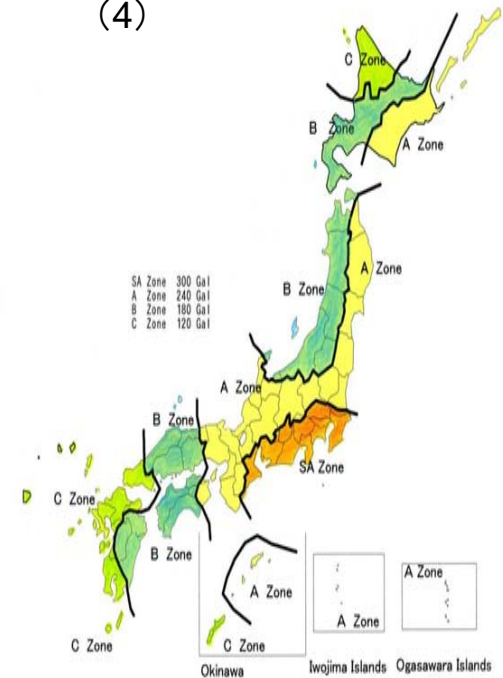 (4)
C Zone
B Zone
A Zone
A Zone
B Zone
SA Zone 300 Gal
A Zone 240 Gal
B Zone 180 Gal
C Zone 120 Gal
A Zone
B Zone
SA Zone
C Zone
B Zone
A Zone
A Zone
A Zone
C Zone
C Zone
Okinawa
Iwojima Islands
Ogasawara Islands